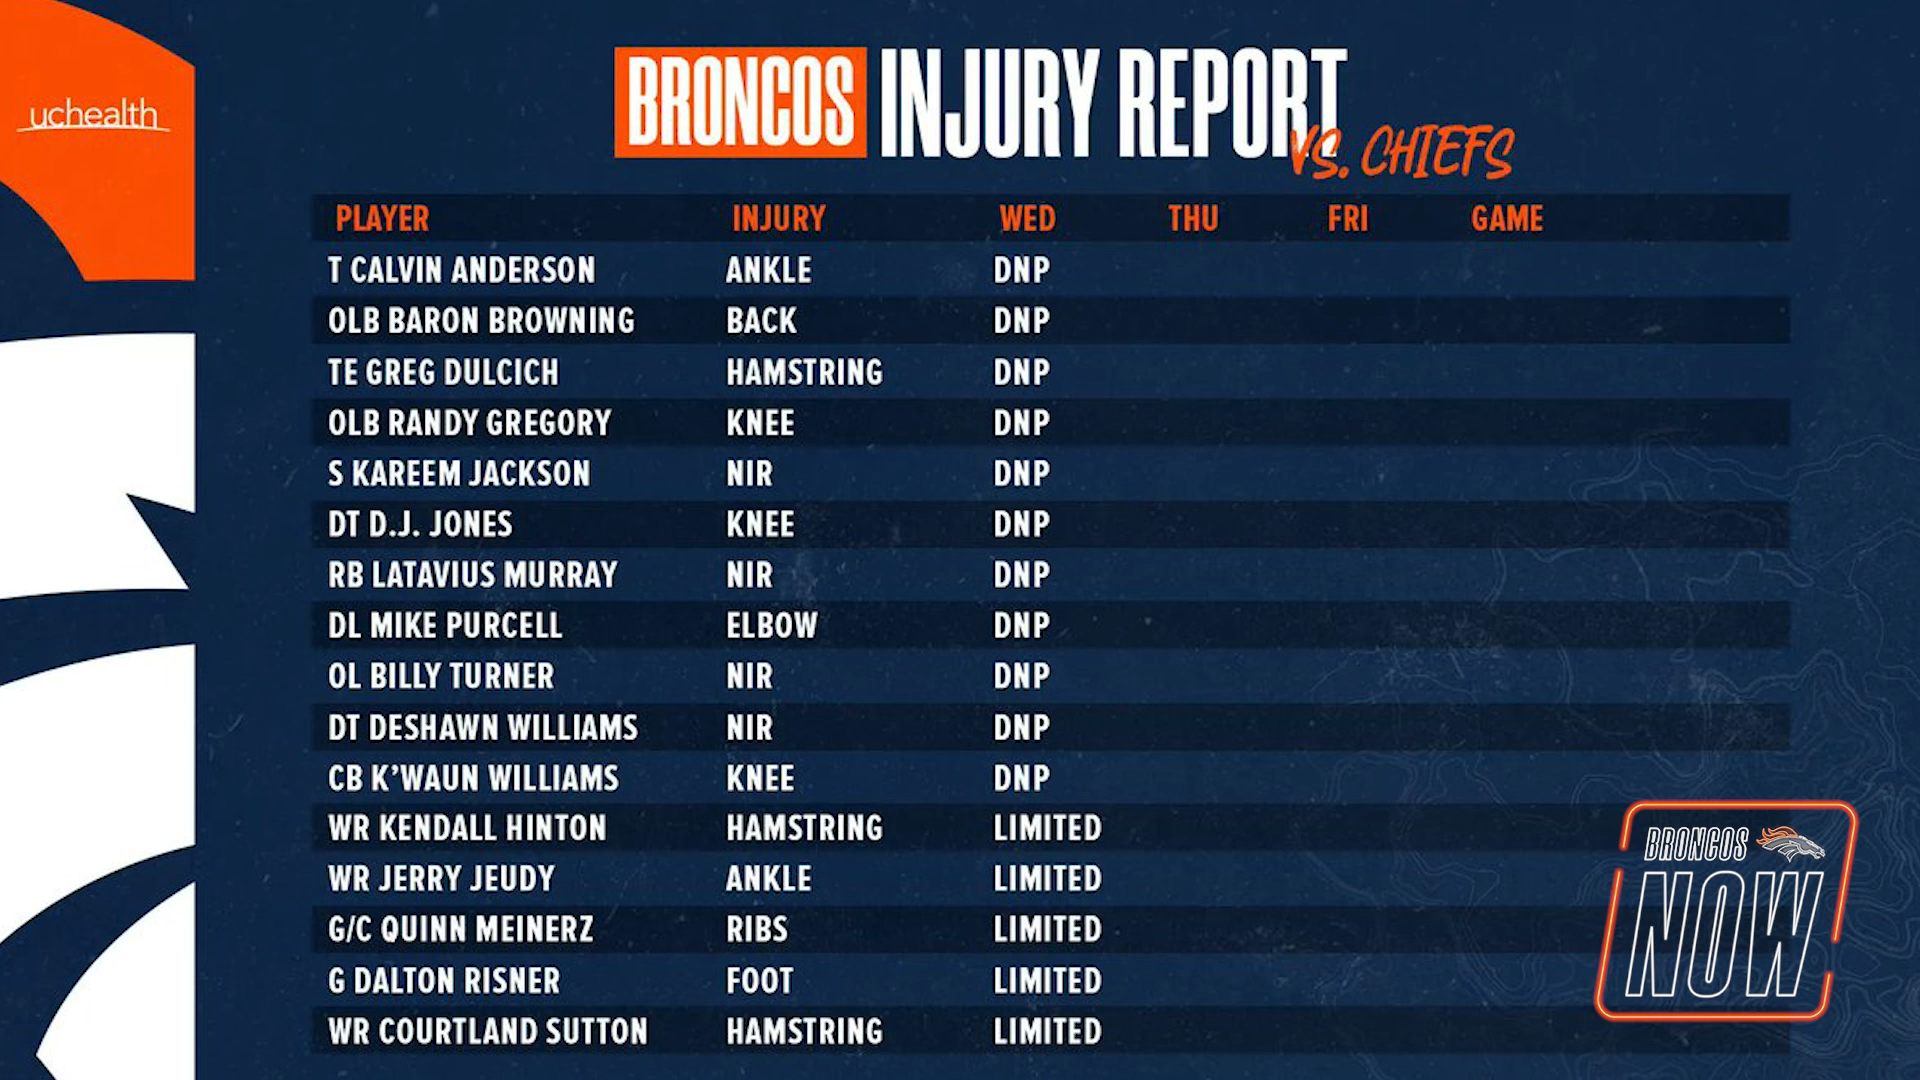 uchealth
BRONCOS INJURY REPORT
VS. CHIEFS
PLAYER INJURY WED THU FRI GAME
T CALVIN ANDERSON ANKLE DNP
OLB BARON BROWNING BACK DNP
TE GREG DULCICH HAMSTRING DNP
OLB RANDY GREGORY KNEE DNP
S KAREEM JACKSON NIR DNP
DT D.J. JONES KNEE DNP
RB LATAVIUS MURRAY NIR DNP
DL MIKE PURCELL ELBOW DNP
OL BILLY TURNER NIR DNP
DT DESHAWN WILLIAMS NIR DNP
CB K’WAUN WILLIAMS KNEE DNP
WR KENDALL HINTON HAMSTRING LIMITED
WR JERRY JEUDY ANKLE LIMITED
G/C QUINN MEINERZ RIBS LIMITED
G DALTON RISNER FOOT LIMITED
WR COURTLAND SUTTON HAMSTRING LIMITED
BRONCOS
NOW